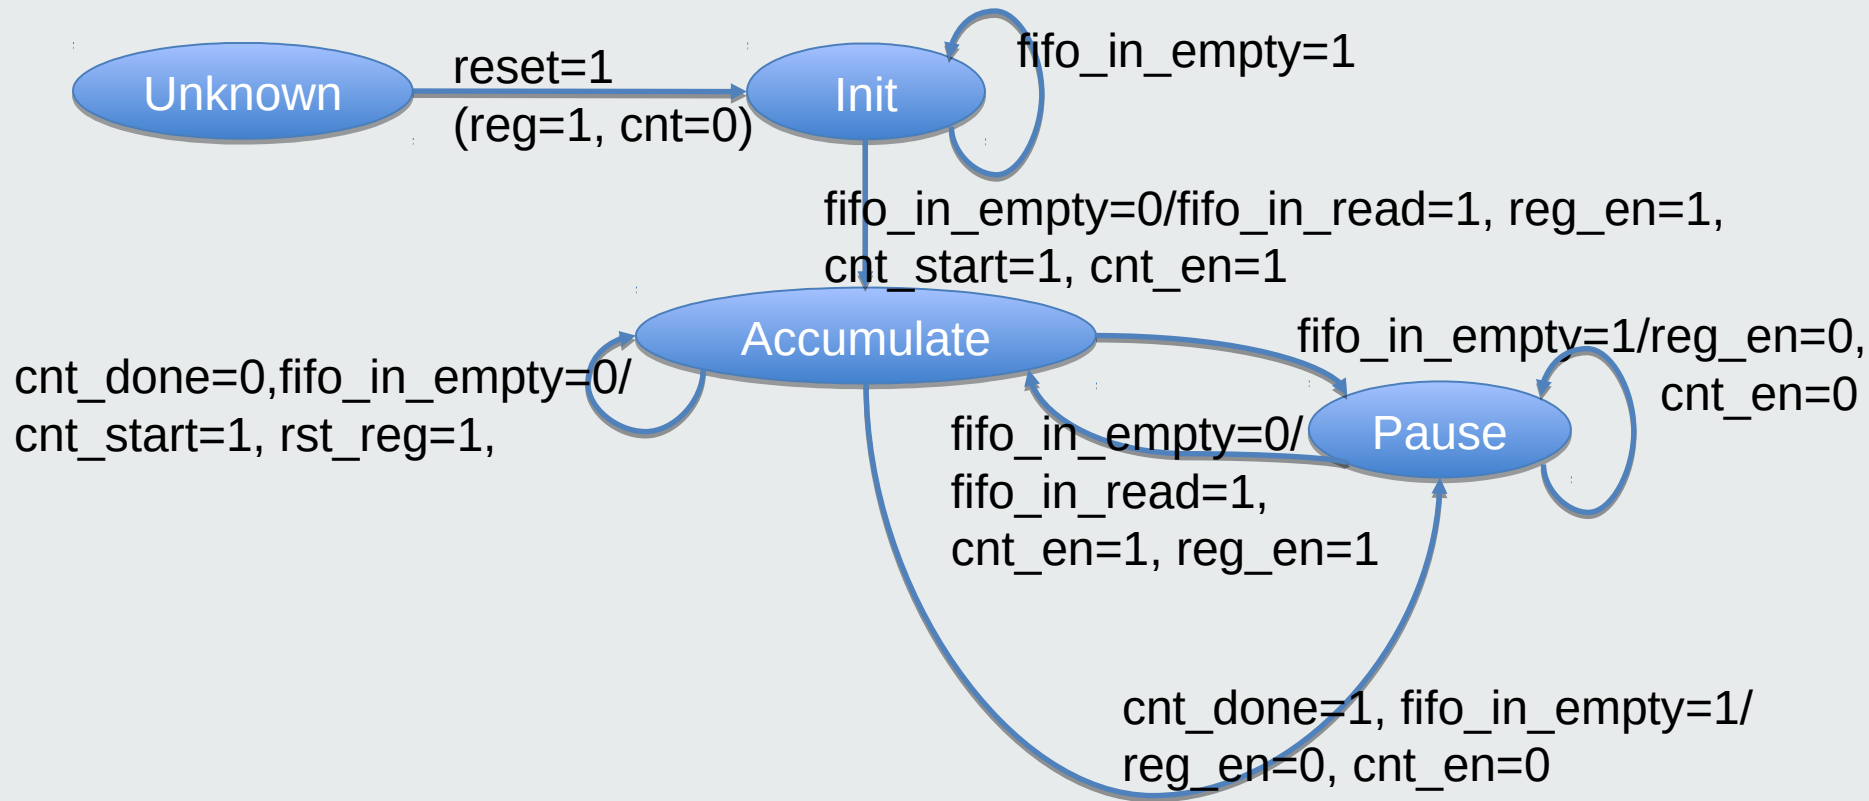 Unknown
reset=1
(reg=1, cnt=0)
Init
fifo_in_empty=1
fifo_in_empty=0/fifo_in_read=1, reg_en=1,
cnt_start=1, cnt_en=1
Accumulate
fifo_in_empty=1/reg_en=0,
cnt_en=0
cnt_done=0,fifo_in_empty=0/
cnt_start=1, rst_reg=1,
Pause
fifo_in_empty=0/
fifo_in_read=1,
cnt_en=1, reg_en=1
cnt_done=1, fifo_in_empty=1/
reg_en=0, cnt_en=0